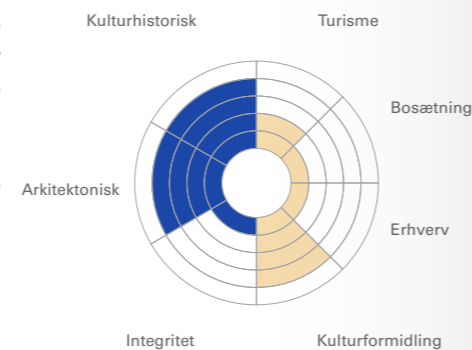 Kulturhistorisk
Turisme
Bosætning
Arkitektonisk
Erhverv
Integritet
Kulturformidling